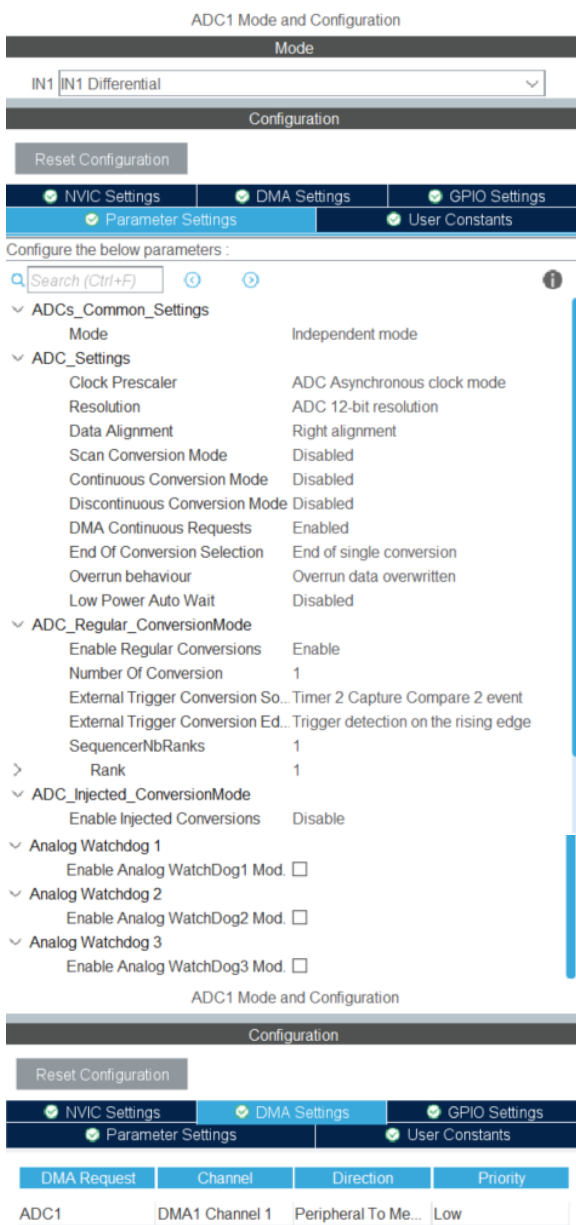 ADC1 Mode and Configuration
Mode
IN1 IN1 Differential
Configuration
Reset Configuration
NVIC Settings DMA Settings GPIO Settings
Parameter Settings User Constants
Configure the below parameters :
Search (Ctrl+F)
ADCs_Common_Settings
Mode Independent mode
ADC_Settings
Clock Prescaler ADC Asynchronous clock mode
Resolution ADC 12-bit resolution
Data Alignment Right alignment
Scan Conversion Mode Disabled
Continuous Conversion Mode Disabled
Discontinuous Conversion Mode Disabled
DMA Continuous Requests Enabled
End Of Conversion Selection End of single conversion
Overrun behaviour Overrun data overwritten
Low Power Auto Wait Disabled
ADC_Regular_ConversionMode
Enable Regular Conversions Enable
Number Of Conversion 1
External Trigger Conversion So... Timer 2 Capture Compare 2 event
External Trigger Conversion Ed... Trigger detection on the rising edge
SequencerNbRanks 1
Rank 1
ADC_Injected_ConversionMode
Enable Injected Conversions Disable
Analog Watchdog 1
Enable Analog WatchDog1 Mod.
Analog Watchdog 2
Enable Analog WatchDog2 Mod.
Analog Watchdog 3
Enable Analog WatchDog3 Mod.
ADC1 Mode and Configuration
Configuration
Reset Configuration
NVIC Settings DMA Settings GPIO Settings
Parameter Settings User Constants
DMA Request Channel Direction Priority
ADC1 DMA1 Channel 1 Peripheral To Me... Low